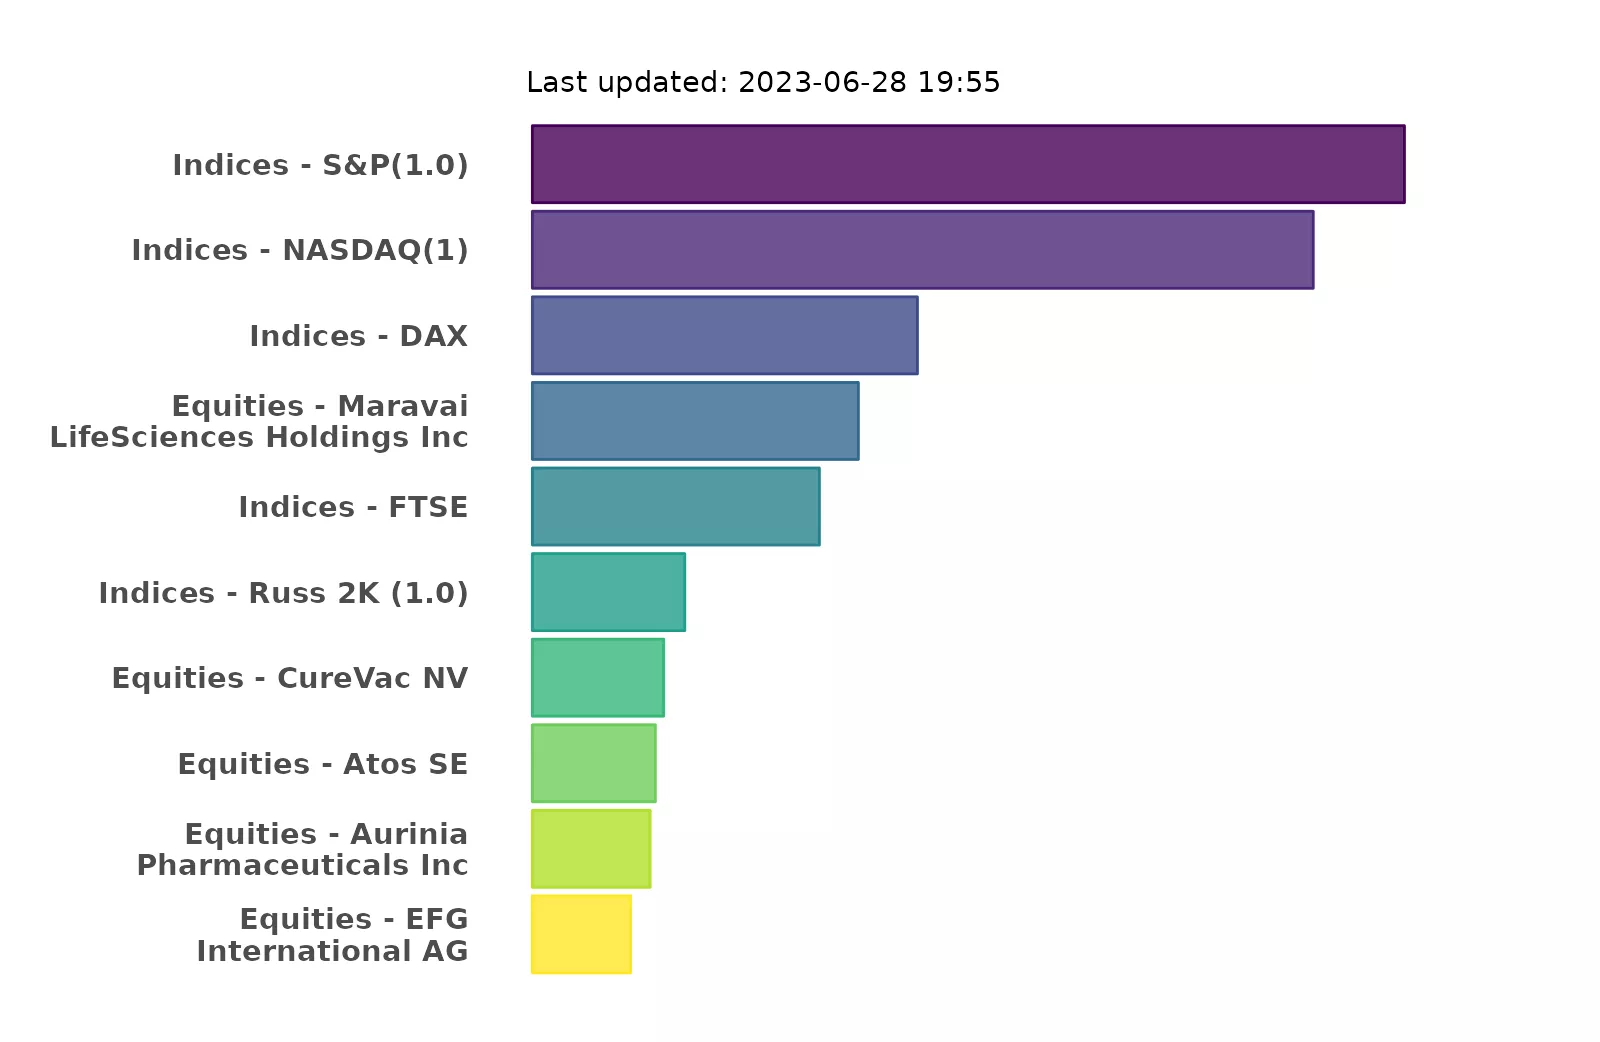 Last updated: 2023-06-28 19:55
Indices - S&P(1.0)
Indices - NASDAQ(1)
Indices - DAX
Equities - Maravai
LifeSciences Holdings Inc
Indices - FTSE
Indices - Russ 2K (1.0)
Equities - CureVac NV
Equities - Atos SE
Equities - Aurinia
Pharmaceuticals Inc
Equities - EFG
International AG